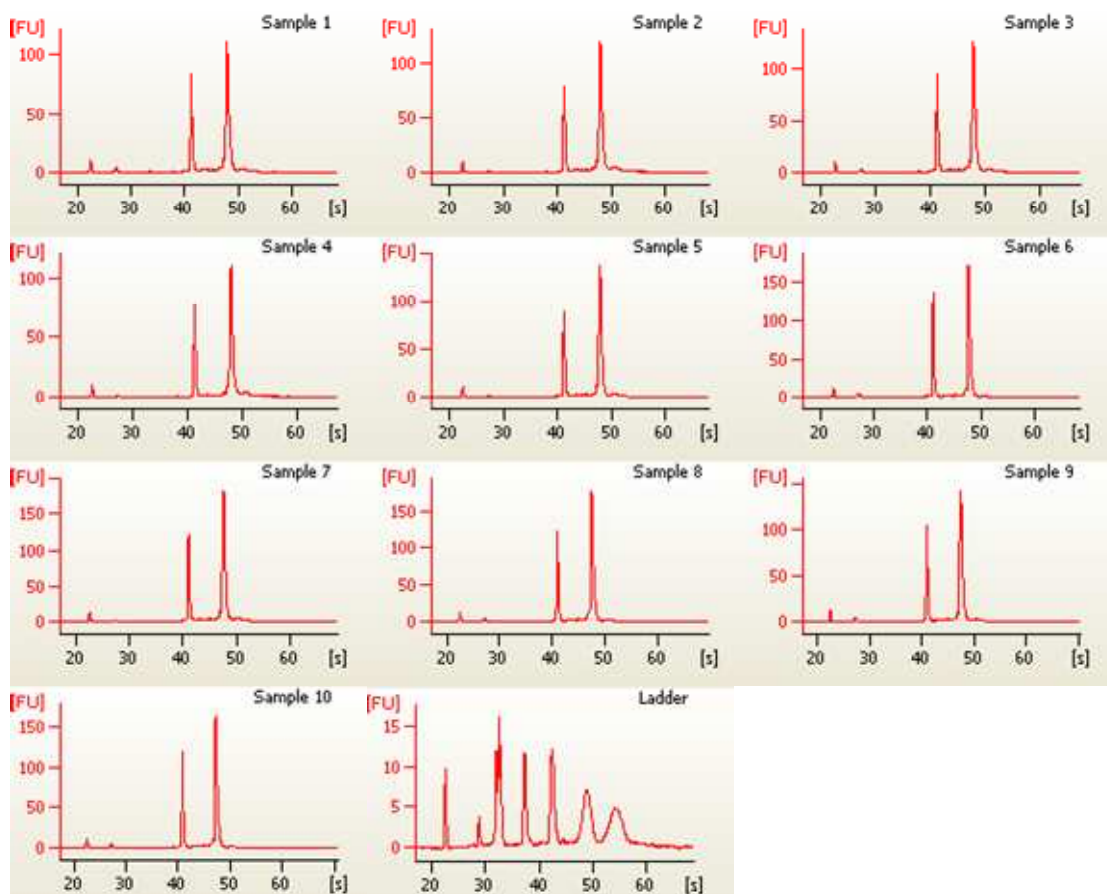 [FU] Sample 1
100
50
0
20 30 40 50 60 [s]
[FU] Sample 2
100
50
0
20 30 40 50 60 [s]
[FU] Sample 3
100
50
0
20 30 40 50 60 [s]
[FU] Sample 4
100
50
0
20 30 40 50 60 [s]
[FU] Sample 5
150
100
50
0
20 30 40 50 60 [s]
[FU] Sample 6
150
100
50
0
20 30 40 50 60 [s]
[FU] Sample 7
150
100
50
0
20 30 40 50 60 [s]
[FU] Sample 8
150
100
50
0
20 30 40 50 60 [s]
[FU] Sample 9
100
50
0
20 30 40 50 60 [s]
[FU] Sample 10
150
100
50
0
20 30 40 50 60 [s]
[FU] Ladder
15
10
5
0
20 30 40 50 60 [s]